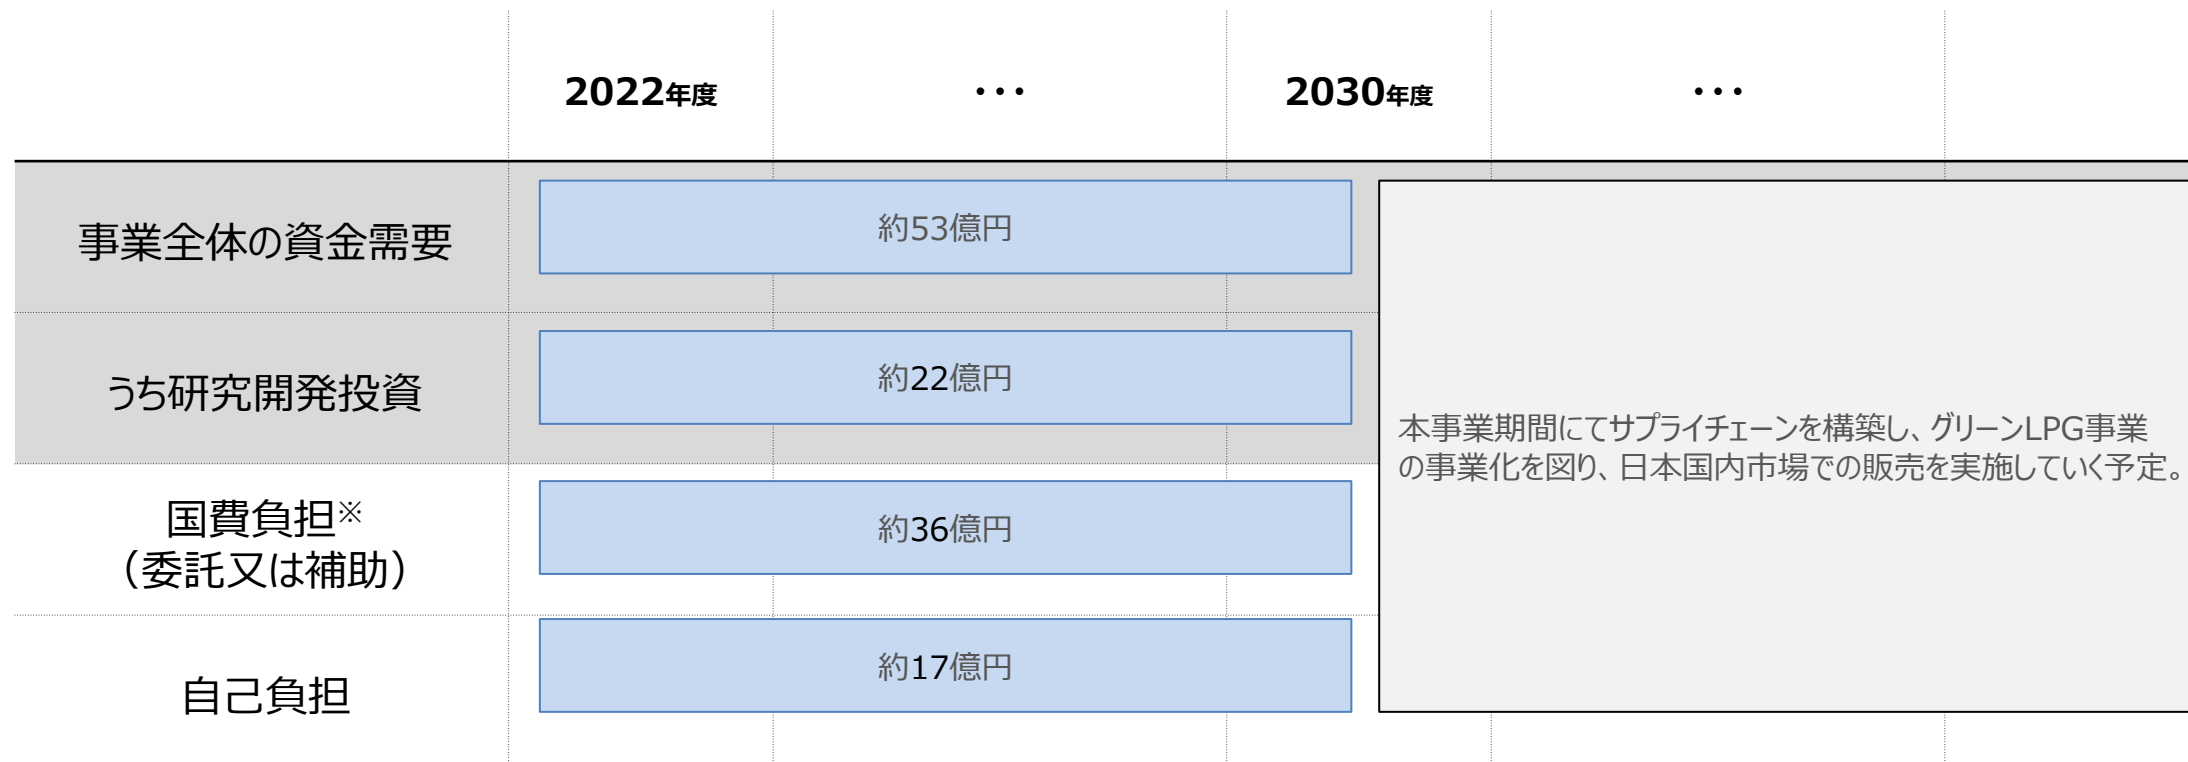 2022年度 ・・・ 2030年度 ・・・
事業全体の資金需要
約53億円
うち研究開発投資
約22億円
国費負担※
（委託又は補助）
約36億円
自己負担
約17億円
本事業期間にてサプライチェーンを構築し、グリーンLPG事業
の事業化を図り、日本国内市場での販売を実施していく予定。